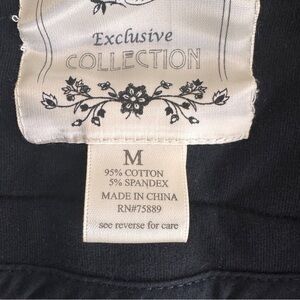 Exclusive
COLLECTION
M
95% COTTON
5% SPANDEX
MADE IN CHINA
RN#75889
see reverse for care